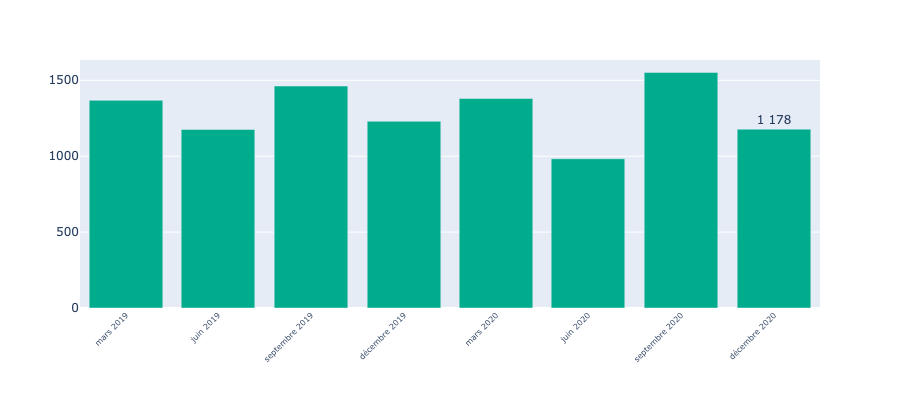 1500
1000
500
0
1 178
mars 2019
juin 2019
septembre 2019
décembre 2019
mars 2020
juin 2020
septembre 2020
décembre 2020